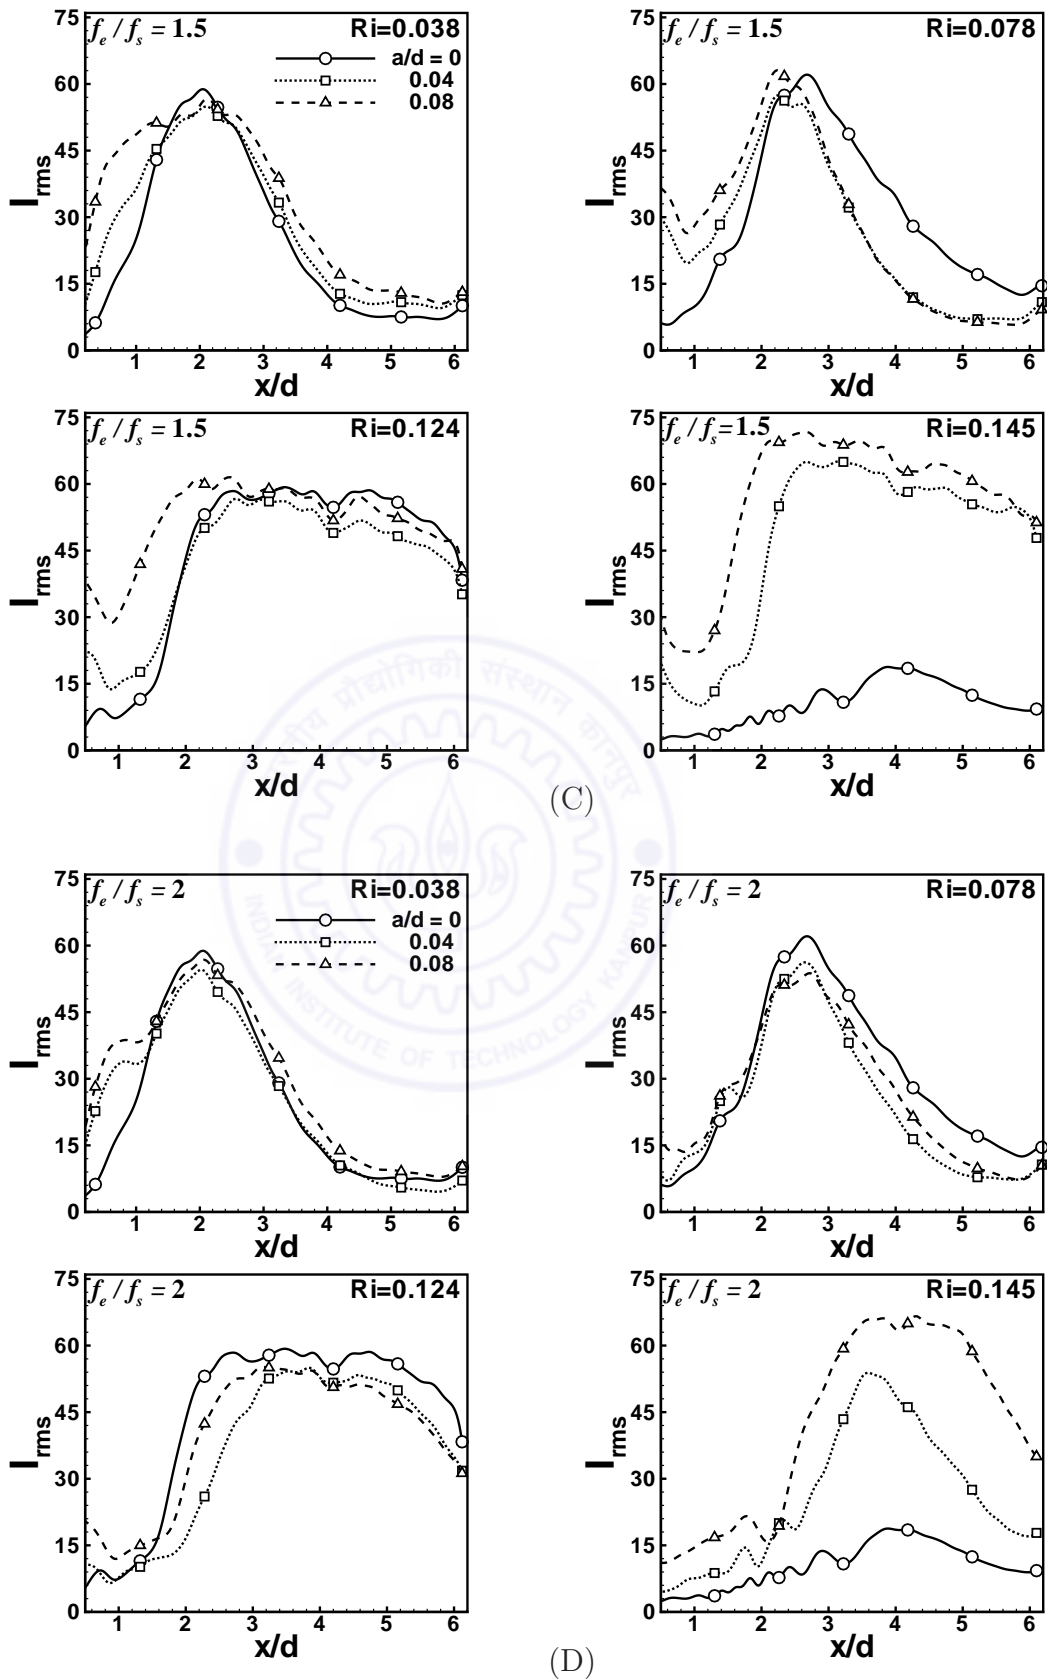 f_e / f_s = 1.5 Ri=0.038
a/d = 0
0.04
0.08
75
60
45
30
15
0
I_rms
1 2 3 4 5 6
x/d
f_e / f_s = 1.5 Ri=0.078
75
60
45
30
15
0
I_rms
1 2 3 4 5 6
x/d
f_e / f_s = 1.5 Ri=0.124
75
60
45
30
15
0
I_rms
1 2 3 4 5 6
x/d
f_e / f_s=1.5 Ri=0.145
75
60
45
30
15
0
I_rms
1 2 3 4 5 6
x/d
(C)
f_e / f_s = 2 Ri=0.038
a/d = 0
0.04
0.08
75
60
45
30
15
0
I_rms
1 2 3 4 5 6
x/d
f_e / f_s = 2 Ri=0.078
75
60
45
30
15
0
I_rms
1 2 3 4 5 6
x/d
f_e / f_s = 2 Ri=0.124
75
60
45
30
15
0
I_rms
1 2 3 4 5 6
x/d
f_e / f_s = 2 Ri=0.145
75
60
45
30
15
0
I_rms
1 2 3 4 5 6
x/d
(D)
प्रौद्योगिकी संस्थान कानपुर
INDIAN INSTITUTE OF TECHNOLOGY KANPUR